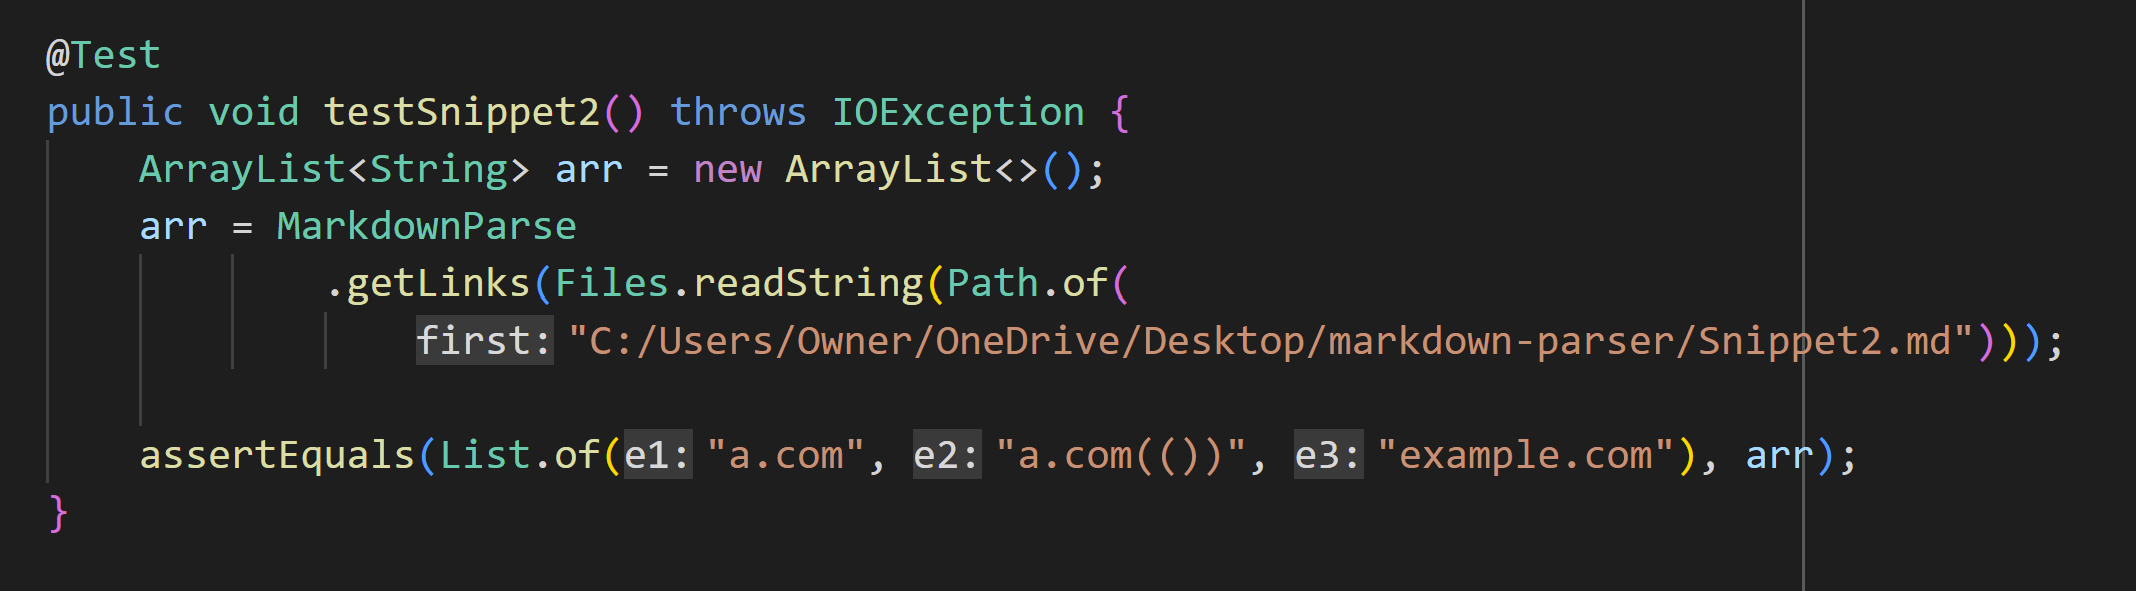 @Test
public void testSnippet2() throws IOException {
ArrayList<String> arr = new ArrayList<>();
arr = MarkdownParse
.getLinks(Files.readString(Path.of(
first: "C:/Users/Owner/OneDrive/Desktop/markdown-parser/Snippet2.md")));
assertEquals(List.of(e1: "a.com", e2: "a.com(())", e3: "example.com"), arr);
}